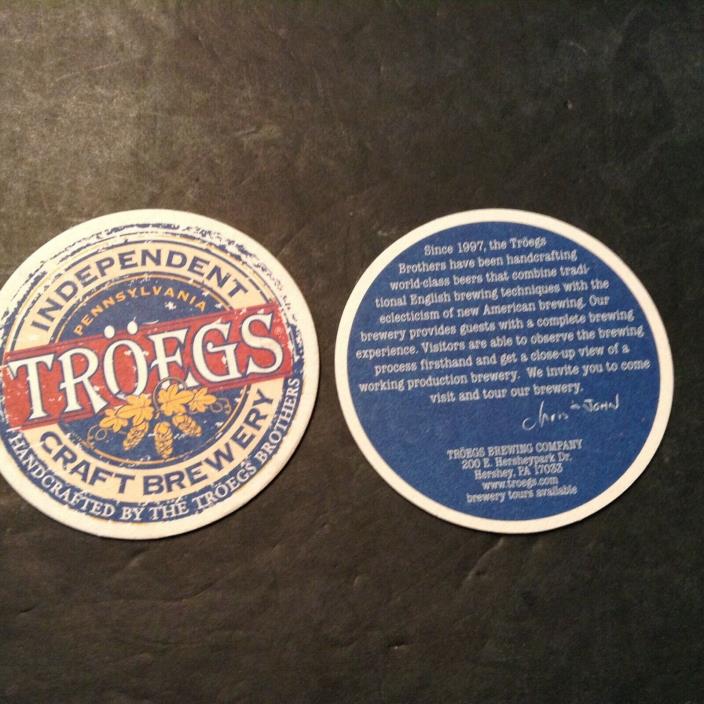 INDEPENDENT
PENNSYLVANIA
TRÖEGS
CRAFT BREWERY
HANDCRAFTED BY THE TRÖEGS BROTHERS
Since 1997, the Tröegs
Brothers have been handcrafting
world-class beers that combine tradi-
tional English brewing techniques with the
eclecticism of new American brewing. Our
brewery provides guests with a complete brewing
experience. Visitors are able to observe the brewing
process firsthand and get a close-up view of a
working production brewery. We invite you to come
visit and tour our brewery.
Chris & JOHN
TRÖEGS BREWING COMPANY
200 E. Hersheypark Dr.
Hershey, PA 17033
www.troegs.com
brewery tours available